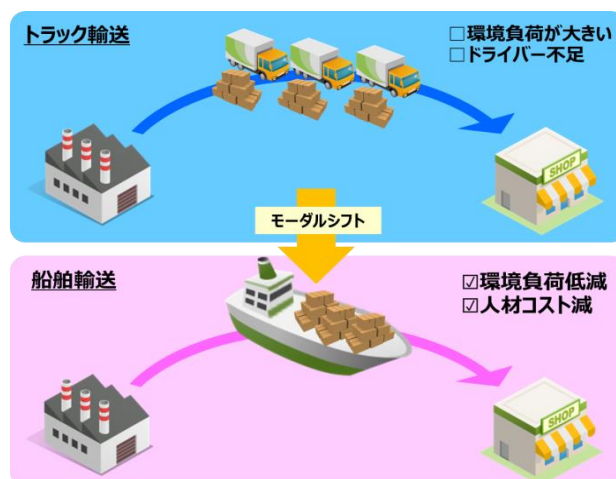 トラック輸送
□環境負荷が大きい
□ドライバー不足
SHOP
モーダルシフト
船舶輸送
☑環境負荷低減
☑人材コスト減
SHOP